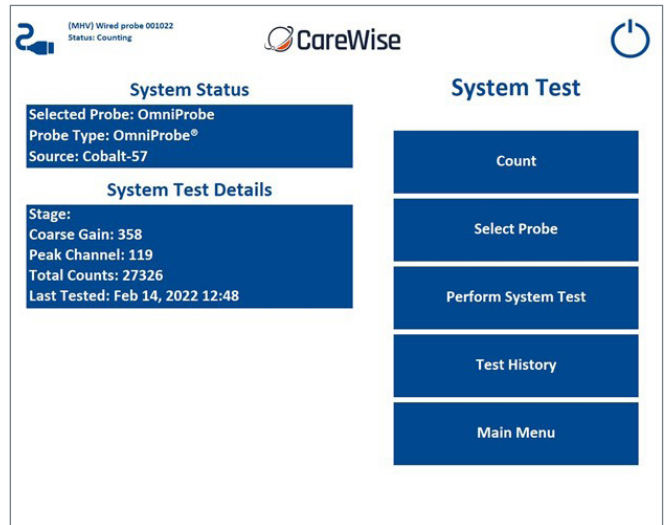 (MHV) Wired probe 001022
Status: Counting
CareWise
System Status
Selected Probe: OmniProbe
Probe Type: OmniProbe®
Source: Cobalt-57
System Test Details
Stage:
Coarse Gain: 358
Peak Channel: 119
Total Counts: 27326
Last Tested: Feb 14, 2022 12:48
System Test
Count
Select Probe
Perform System Test
Test History
Main Menu